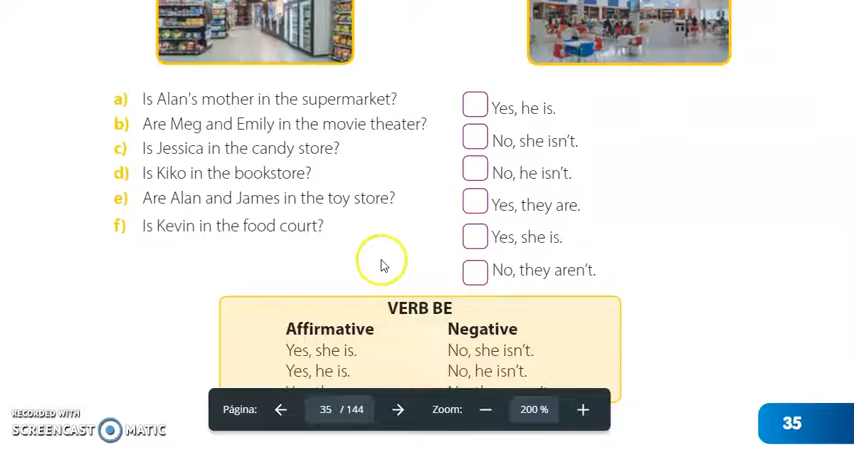 a) Is Alan's mother in the supermarket?
b) Are Meg and Emily in the movie theater?
c) Is Jessica in the candy store?
d) Is Kiko in the bookstore?
e) Are Alan and James in the toy store?
f) Is Kevin in the food court?
Yes, he is.
No, she isn't.
No, he isn't.
Yes, they are.
Yes, she is.
No, they aren't.
VERB BE
Affirmative Negative
Yes, she is. No, she isn't.
Yes, he is. No, he isn't.
Página: 35 / 144 Zoom: 200 %
RECORDED WITH
SCREENCAST MATIC
35